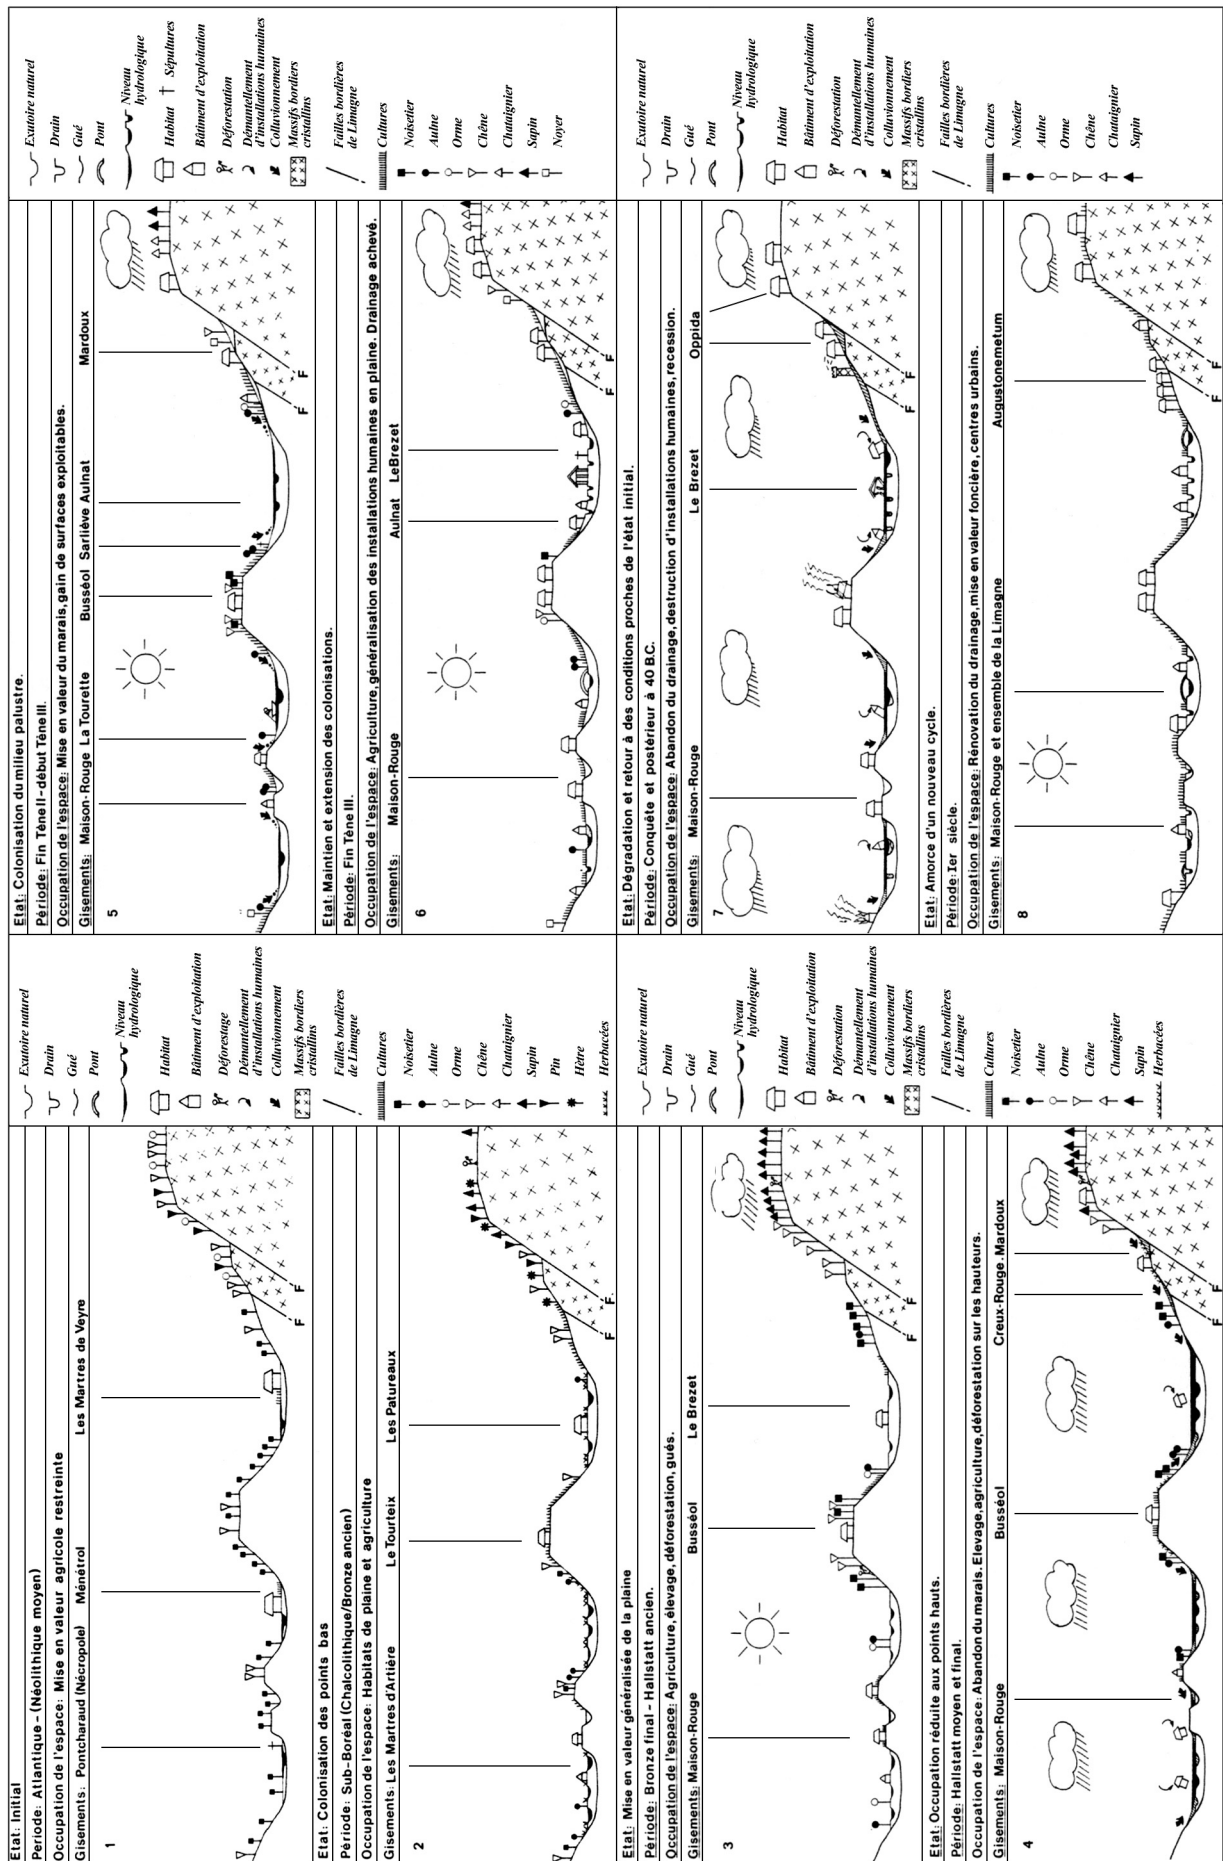 Etat: Initial
Periode: Atlantique-(Néolithique moyen)
Occupation de l'espace: Mise en valeur agricole restreinte
Gisements: Pontcharaud (Nécropole) Ménétrol Les Martres de Veyre
1
F
F
Etat: Colonisation des points bas
Période: Sub-Boréal (Chalcolithique/Bronze ancien)
Occupation de l'espace: Habitats de plaine et agriculture
Gisements: Les Martres d'Artière Le Tourteix Les Patureaux
2
F
F
Exutoire naturel
Drain
Gué
Pont
Niveau
hydrologique
Habitat
Bâtiment d'exploitation
Déforestage
Démantellement
d'installations humaines
Colluvionnement
Massifs bordiers
cristallins
Failles bordières
de Limagne
Cultures
Noisetier
Aulne
Orme
Chêne
Chataignier
Sapin
Pin
Hêtre
Herbacées
Etat: Mise en valeur généralisée de la plaine
Période: Bronze final - Hallstatt ancien.
Occupation de l'espace: Agriculture, élevage, déforestation, gués.
Gisements: Maison-Rouge Busséol Le Brezet
3
F
F
Etat: Occupation réduite aux points hauts.
Période: Hallstatt moyen et final.
Occupation de l'espace: Abandon du marais. Elevage, agriculture, déforestation sur les hauteurs.
Gisements: Maison-Rouge Busséol Creux-Rouge. Mardoux
4
F
F
Exutoire naturel
Drain
Gué
Pont
Niveau
hydrologique
Habitat
Bâtiment d'exploitation
Déforestation
Démantellement
d'installations humaines
Colluvionnement
Massifs bordiers
cristallins
Failles bordières
de Limagne
Cultures
Noisetier
Aulne
Orme
Chêne
Chataignier
Sapin
Herbacées
Etat: Colonisation du milieu palustre.
Période: Fin Tène II-début Tène III.
Occupation de l'espace: Mise en valeur du marais, gain de surfaces exploitables.
Gisements: Maison-Rouge La Tourette Busséol Sarliève Aulnat Mardoux
5
F
F
Etat: Maintien et extension des colonisations.
Période: Fin Tène III.
Occupation de l'espace: Agriculture, généralisation des installations humaines en plaine. Drainage achevé.
Gisements: Maison-Rouge Aulnat LeBrezet
6
F
F
Exutoire naturel
Drain
Gué
Pont
Niveau
hydrologique
Habitat Sépultures
Bâtiment d'exploitation
Déforestation
Démantellement
d'installations humaines
Colluvionnement
Massifs bordiers
cristallins
Failles bordières
de Limagne
Cultures
Noisetier
Aulne
Orme
Chêne
Chataignier
Sapin
Noyer
Etat: Dégradation et retour à des conditions proches de l'état initial.
Période: Conquête et postérieur à 40 B.C.
Occupation de l'espace: Abandon du drainage, destruction d'installations humaines, recession.
Gisements: Maison-Rouge Le Brezet Oppida
7
F
F
Etat: Amorce d'un nouveau cycle.
Période: Ier siècle.
Occupation de l'espace: Rénovation du drainage, mise en valeur foncière, centres urbains.
Gisements: Maison-Rouge et ensemble de la Limagne Augustonemetum
8
F
F
Exutoire naturel
Drain
Gué
Pont
Niveau
hydrologique
Habitat
Bâtiment d'exploitation
Déforestation
Démantellement
d'installations humaines
Colluvionnement
Massifs bordiers
cristallins
Failles bordières
de Limagne
Cultures
Noisetier
Aulne
Orme
Chêne
Chataignier
Sapin